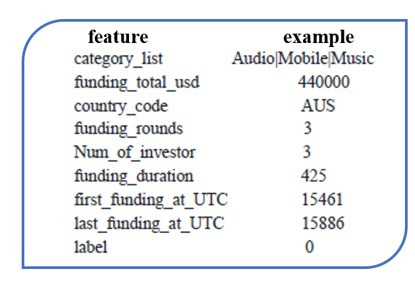 feature example
category_list Audio|Mobile|Music
funding_total_usd 440000
country_code AUS
funding_rounds 3
Num_of_investor 3
funding_duration 425
first_funding_at_UTC 15461
last_funding_at_UTC 15886
label 0